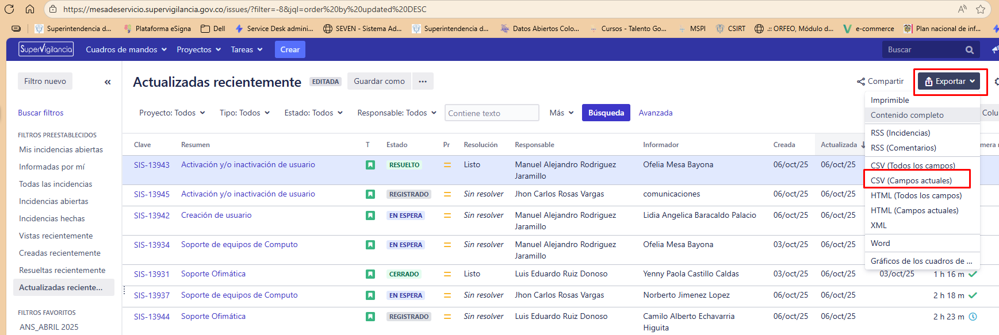 https://mesadeservicio.supervigilancia.gov.co/issues/?filter=-8&jql=order%20by%20updated%20DESC
Superintendencia d...
Plataforma eSigna
Dell
Service Desk admini...
SEVEN - Sistema Ad...
Superintendencia d...
Datos Abiertos Colo...
Cursos - Talento Go...
MSPI
CSIRT
.:: ORFEO, Módulo d...
e-commerce
Plan nacional de inf...
SuperVigilancia
Cuadros de mandos
Proyectos
Tareas
Crear
Buscar
Filtro nuevo
«
Buscar filtros
FILTROS PREESTABLECIDOS
Mis incidencias abiertas
Informadas por mí
Todas las incidencias
Incidencias abiertas
Incidencias hechas
Vistas recientemente
Creadas recientemente
Resueltas recientemente
Actualizadas reciente...
FILTROS FAVORITOS
ANS_ABRIL 2025
Actualizadas recientemente
EDITADA
Guardar como
...
Compartir
Exportar
Proyecto: Todos
Tipo: Todos
Estado: Todos
Responsable: Todos
Contiene texto
Más
Búsqueda
Avanzada
Colu
Imprimible
Contenido completo
RSS (Incidencias)
RSS (Comentarios)
CSV (Todos los campos)
CSV (Campos actuales)
HTML (Todos los campos)
HTML (Campos actuales)
XML
Word
Gráficos de los cuadros de ...
Clave Resumen T Estado Pr Resolución Responsable Informador Creada Actualizada ↓ mera
SIS-13943 Activación y/o inactivación de usuario RESUELTO Listo Manuel Alejandro Rodriguez Jaramillo Ofelia Mesa Bayona 06/oct/25 06/oct/25
SIS-13945 Activación y/o inactivación de usuario REGISTRADO Sin resolver Jhon Carlos Rosas Vargas comunicaciones 06/oct/25 06/oct/25
SIS-13942 Creación de usuario EN ESPERA Sin resolver Manuel Alejandro Rodriguez Jaramillo Lidia Angelica Baracaldo Palacio 06/oct/25 06/oct/25
SIS-13934 Soporte de equipos de Computo EN ESPERA Sin resolver Manuel Alejandro Rodriguez Jaramillo Ofelia Mesa Bayona 03/oct/25 06/oct/25
SIS-13931 Soporte Ofimática CERRADO Listo Luis Eduardo Ruiz Donoso Yenny Paola Castillo Caldas 03/oct/25 06/oct/25 03/oct/25 1 h 16 m
SIS-13937 Soporte de equipos de Computo EN ESPERA Sin resolver Jhon Carlos Rosas Vargas Norberto Jimenez Lopez 06/oct/25 06/oct/25 2 h 18 m
SIS-13944 Soporte Ofimática REGISTRADO Sin resolver Luis Eduardo Ruiz Donoso Camilo Alberto Echavarria Higuita 06/oct/25 06/oct/25 2 h 23 m